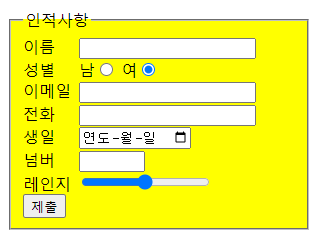 인적사항
이름
성별 남 여
이메일
전화
생일 연도-월-일
넘버
레인지
제출